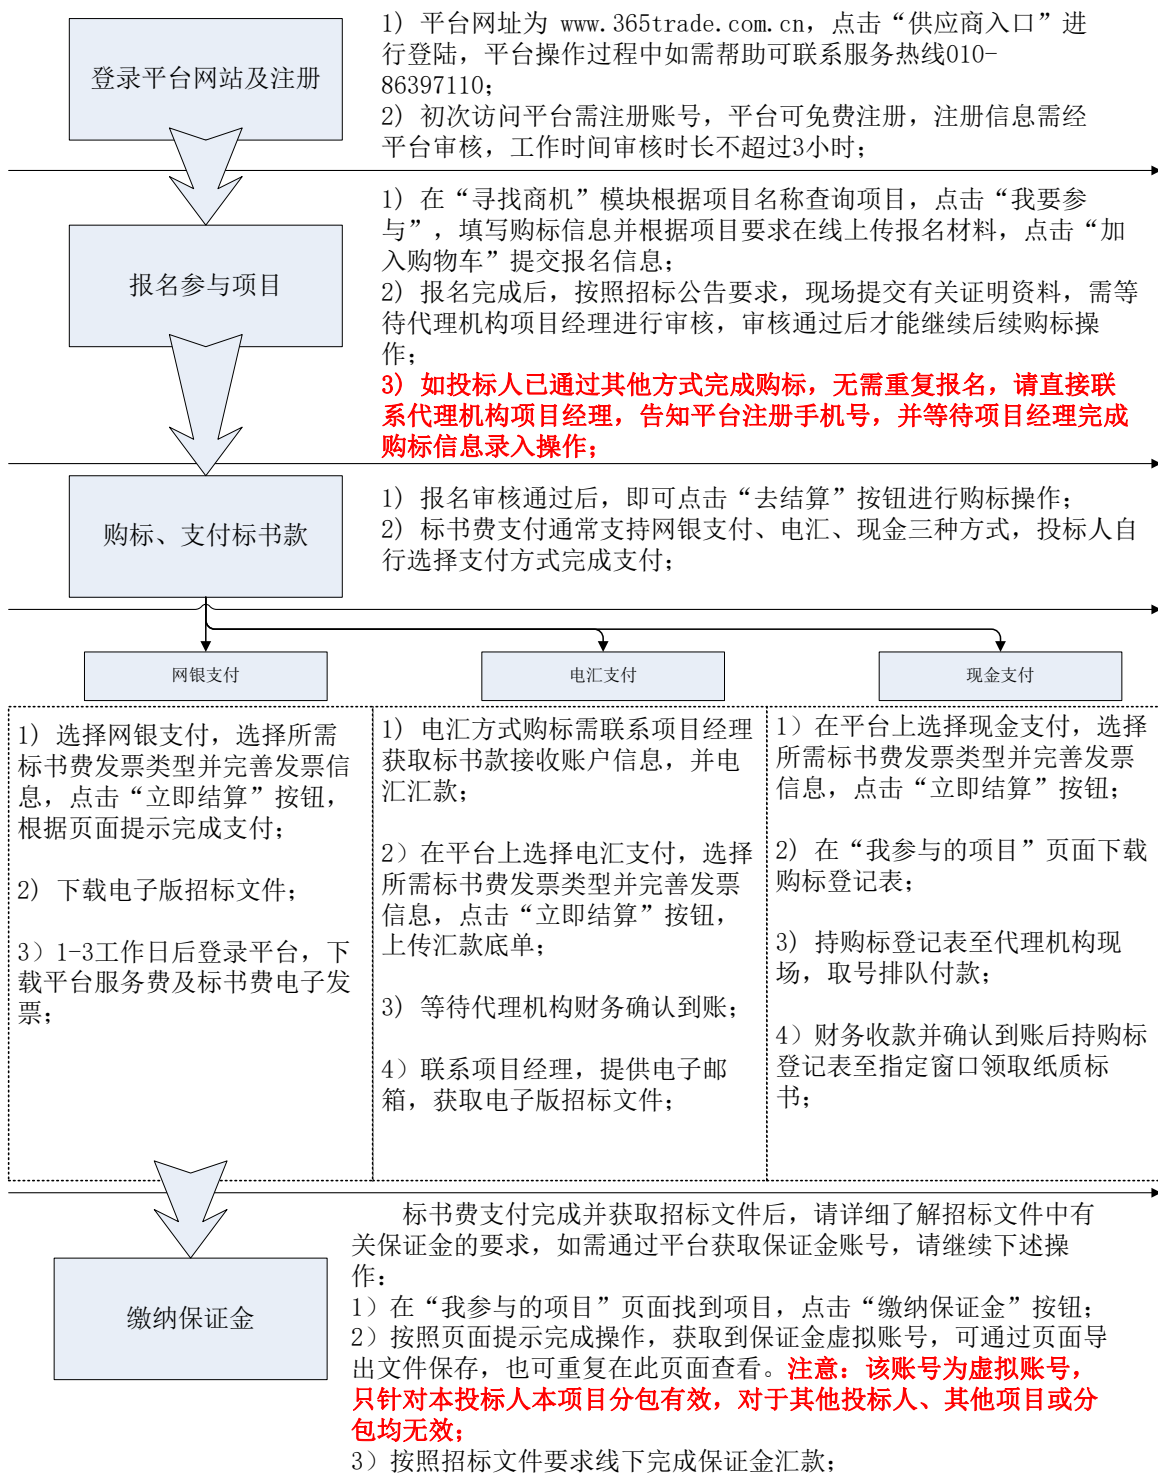 登录平台网站及注册
1) 平台网址为 www.365trade.com.cn，点击“供应商入口”进
行登陆，平台操作过程中如需帮助可联系服务热线010-
86397110；
2) 初次访问平台需注册账号，平台可免费注册，注册信息需经
平台审核，工作时间审核时长不超过3小时；
报名参与项目
1) 在“寻找商机”模块根据项目名称查询项目，点击“我要参
与”，填写购标信息并根据项目要求在线上传报名材料，点击“加
入购物车”提交报名信息；
2) 报名完成后，按照招标公告要求，现场提交有关证明资料，需等
待代理机构项目经理进行审核，审核通过后才能继续后续购标操
作；
3) 如投标人已通过其他方式完成购标，无需重复报名，请直接联
系代理机构项目经理，告知平台注册手机号，并等待项目经理完成
购标信息录入操作；
购标、支付标书款
1) 报名审核通过后，即可点击“去结算”按钮进行购标操作；
2) 标书费支付通常支持网银支付、电汇、现金三种方式，投标人自
行选择支付方式完成支付；
网银支付
1) 选择网银支付，选择所需
标书费发票类型并完善发票信
息，点击“立即结算”按钮，
根据页面提示完成支付；
2) 下载电子版招标文件；
3）1-3工作日后登录平台，下
载平台服务费及标书费电子发
票；
电汇支付
1) 电汇方式购标需联系项目经理
获取标书款接收账户信息，并电
汇汇款；
2）在平台上选择电汇支付，选择
所需标书费发票类型并完善发票
信息，点击“立即结算”按钮，
上传汇款底单；
3) 等待代理机构财务确认到账；
4）联系项目经理，提供电子邮
箱，获取电子版招标文件；
现金支付
1）在平台上选择现金支付，选择
所需标书费发票类型并完善发票
信息，点击“立即结算”按钮；
2) 在“我参与的项目”页面下载
购标登记表；
3) 持购标登记表至代理机构现
场，取号排队付款；
4）财务收款并确认到账后持购标
登记表至指定窗口领取纸质标
书；
缴纳保证金
标书费支付完成并获取招标文件后，请详细了解招标文件中有
关保证金的要求，如需通过平台获取保证金账号，请继续下述操
作：
1）在“我参与的项目”页面找到项目，点击“缴纳保证金”按钮；
2）按照页面提示完成操作，获取到保证金虚拟账号，可通过页面导
出文件保存，也可重复在此页面查看。注意：该账号为虚拟账号，
只针对本投标人本项目分包有效，对于其他投标人、其他项目或分
包均无效；
3）按照招标文件要求线下完成保证金汇款；